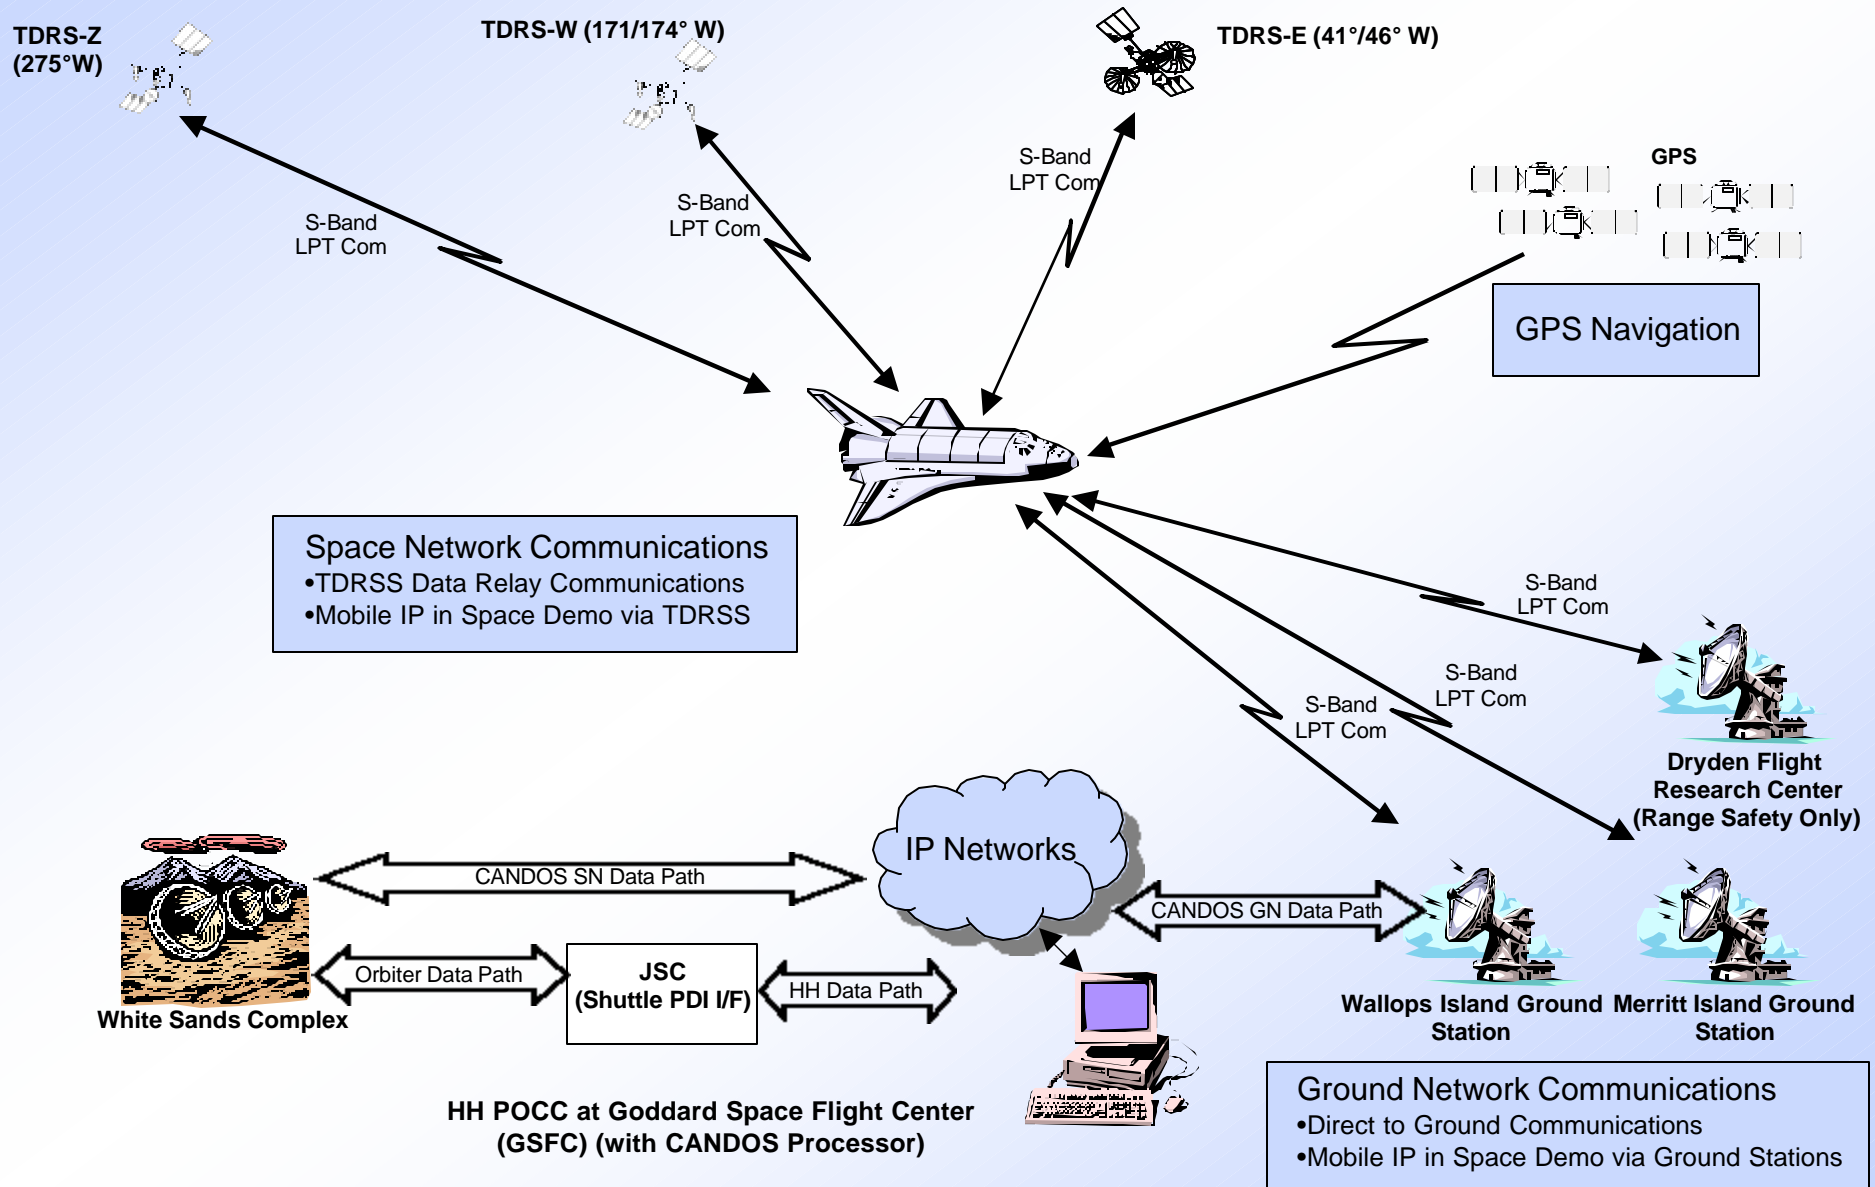 TDRS-Z
(275°W)
TDRS-W (171/174° W)
TDRS-E (41°/46° W)
S-Band
LPT Com
S-Band
LPT Com
S-Band
LPT Com
GPS
GPS Navigation
Space Network Communications
•TDRSS Data Relay Communications
•Mobile IP in Space Demo via TDRSS
S-Band
LPT Com
S-Band
LPT Com
S-Band
LPT Com
Dryden Flight
Research Center
(Range Safety Only)
IP Networks
CANDOS SN Data Path
CANDOS GN Data Path
Orbiter Data Path
JSC
(Shuttle PDI I/F)
HH Data Path
White Sands Complex
Wallops Island Ground
Station
Merritt Island Ground
Station
HH POCC at Goddard Space Flight Center
(GSFC) (with CANDOS Processor)
Ground Network Communications
•Direct to Ground Communications
•Mobile IP in Space Demo via Ground Stations